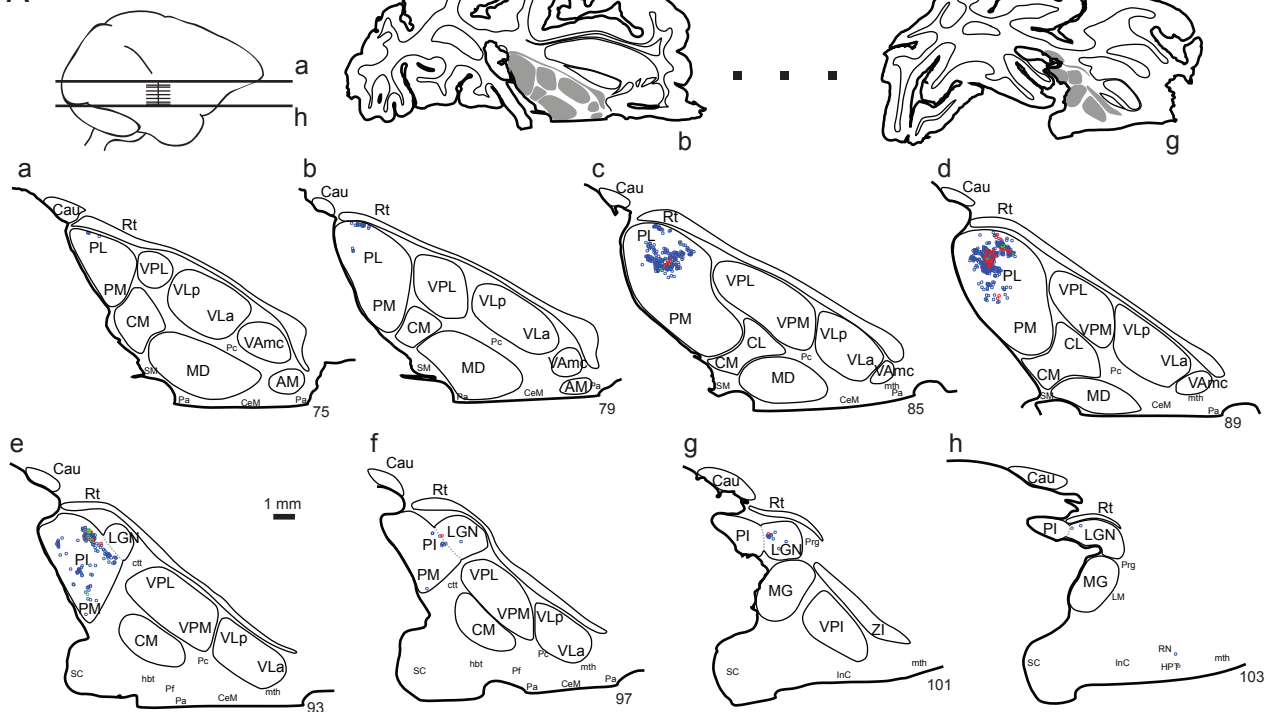 a
h
b
g
a
Cau
Rt
PL
VPL
PM
VLp
CM
VLa
Pc
VAmc
SM
MD
AM
Pa
CeM
Pa
75
b
Cau
Rt
PL
VPL
PM
VLp
CM
VLa
Pc
VAmc
SM
MD
AM
Pa
Pa
CeM
79
c
Cau
Rt
PL
VPL
PM
VPM
VLp
CL
Pc
VLa
CM
VAmc
SM
MD
mth
Pa
CeM
85
d
Cau
Rt
PL
VPL
PM
VPM
VLp
CL
VLa
Pc
CM
VAmc
SM
MD
mth
CeM
Pa
89
e
Cau
Rt
LGN
PI
ctt
VPL
PM
VPM
VLp
CM
Pc
VLa
SC
hbt
Pf
mth
Pa
CeM
93
1 mm
f
Cau
Rt
LGN
PI
PM
ctt
VPL
VPM
VLp
CM
Pc
VLa
SC
hbt
Pf
mth
Pa
CeM
Pa
97
g
Cau
Rt
PI
LGN
Prg
MG
VPI
ZI
SC
InC
mth
101
h
Cau
Rt
PI
LGN
Prg
MG
LM
RN
SC
InC
mth
103